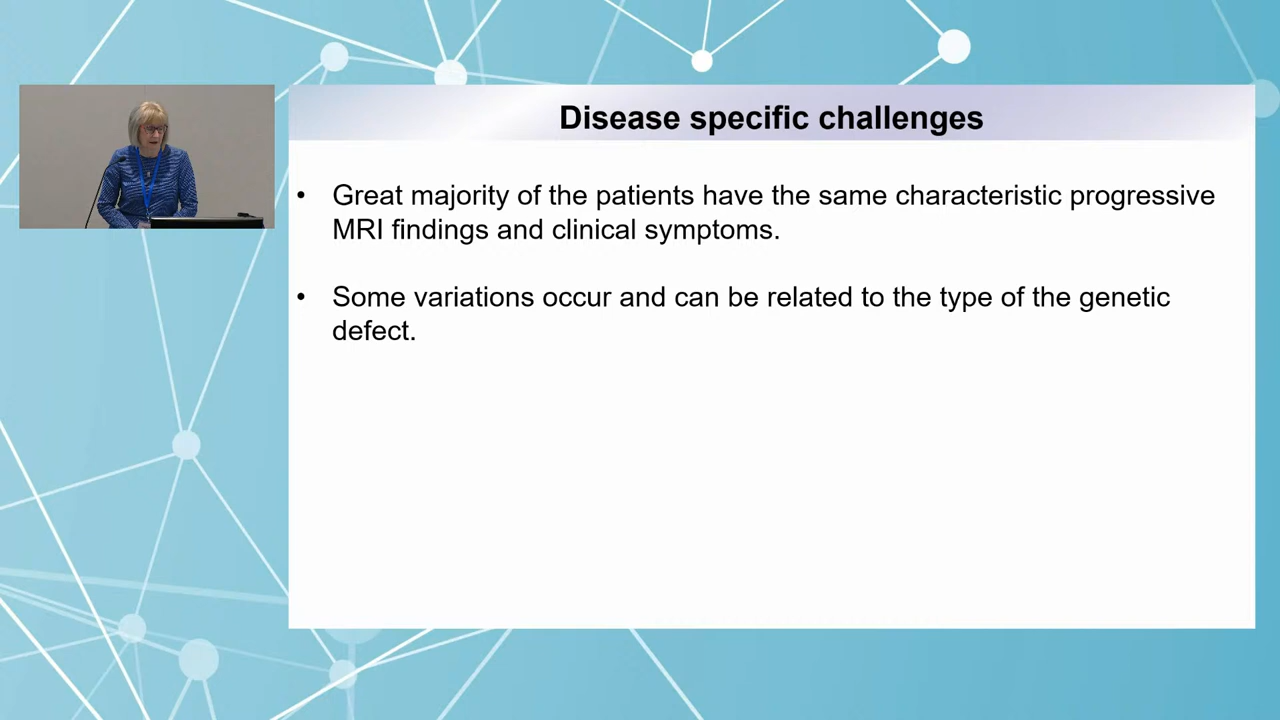 Disease specific challenges
• Great majority of the patients have the same characteristic progressive
MRI findings and clinical symptoms.
• Some variations occur and can be related to the type of the genetic
defect.